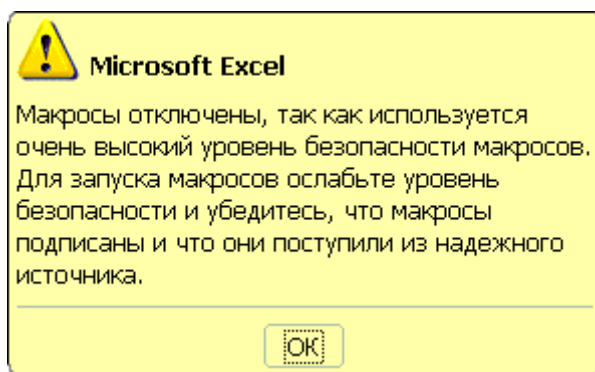 Microsoft Excel
Макросы отключены, так как используется
очень высокий уровень безопасности макросов.
Для запуска макросов ослабьте уровень
безопасности и убедитесь, что макросы
подписаны и что они поступили из надежного
источника.
ОК